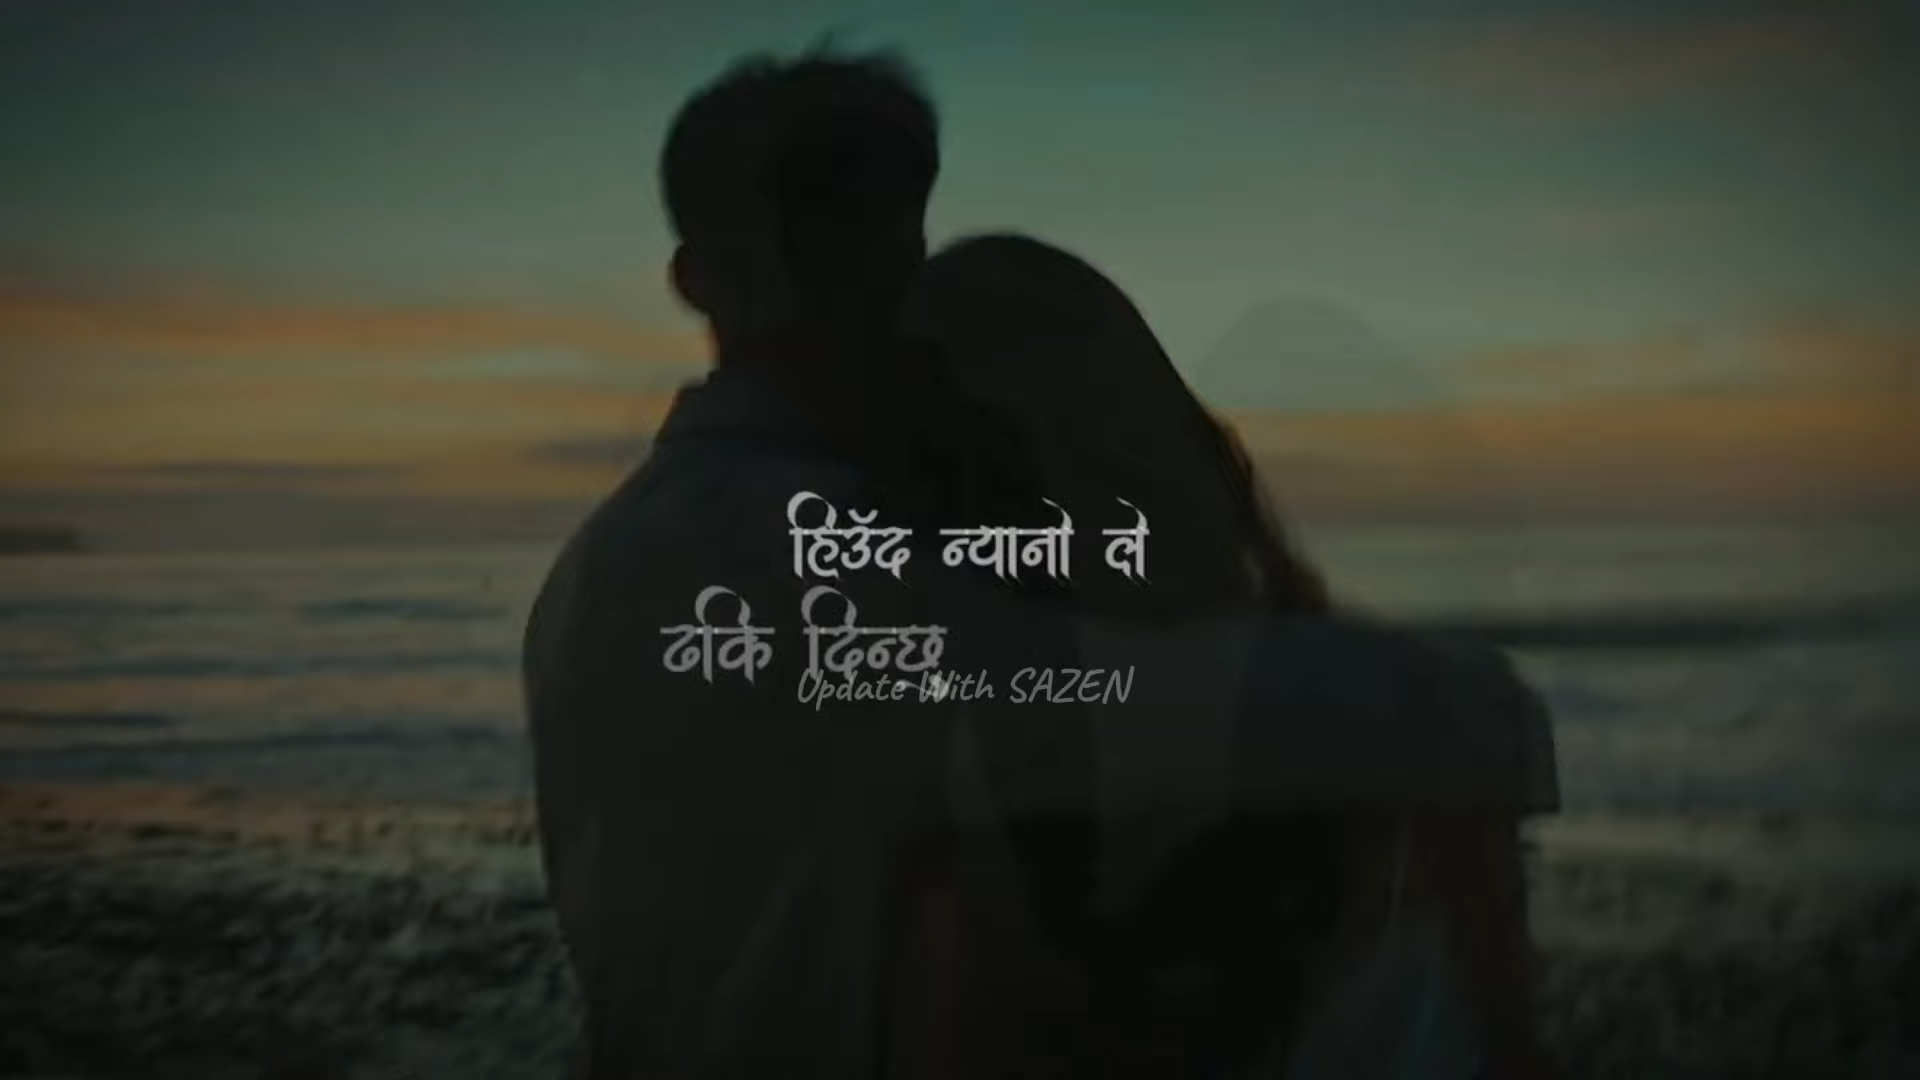 हिउँद न्यानो ले
ढकि दिन्छु
Update With SAZEN